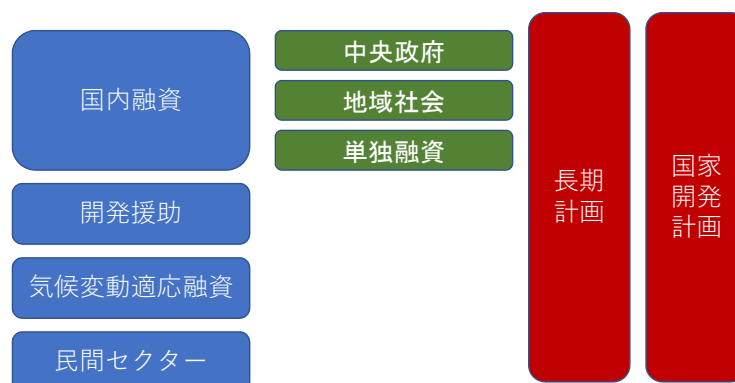 国内融資
開発援助
気候変動適応融資
民間セクター
中央政府
地域社会
単独融資
長期
計画
国家
開発
計画